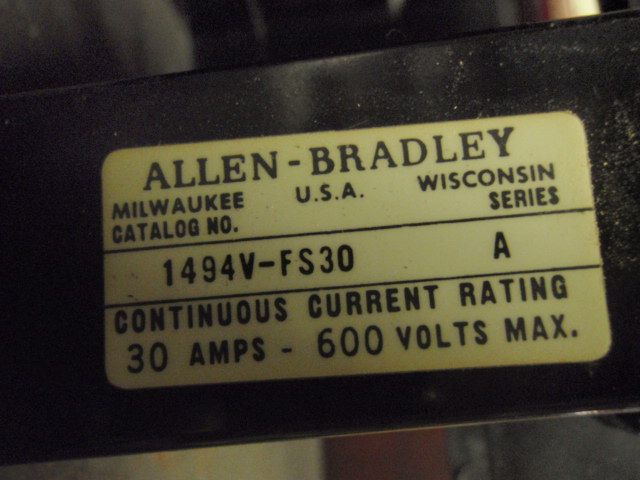 ALLEN-BRADLEY
MILWAUKEE U.S.A. WISCONSIN
CATALOG NO. SERIES
1494V-FS30 A
CONTINUOUS CURRENT RATING
30 AMPS - 600 VOLTS MAX.